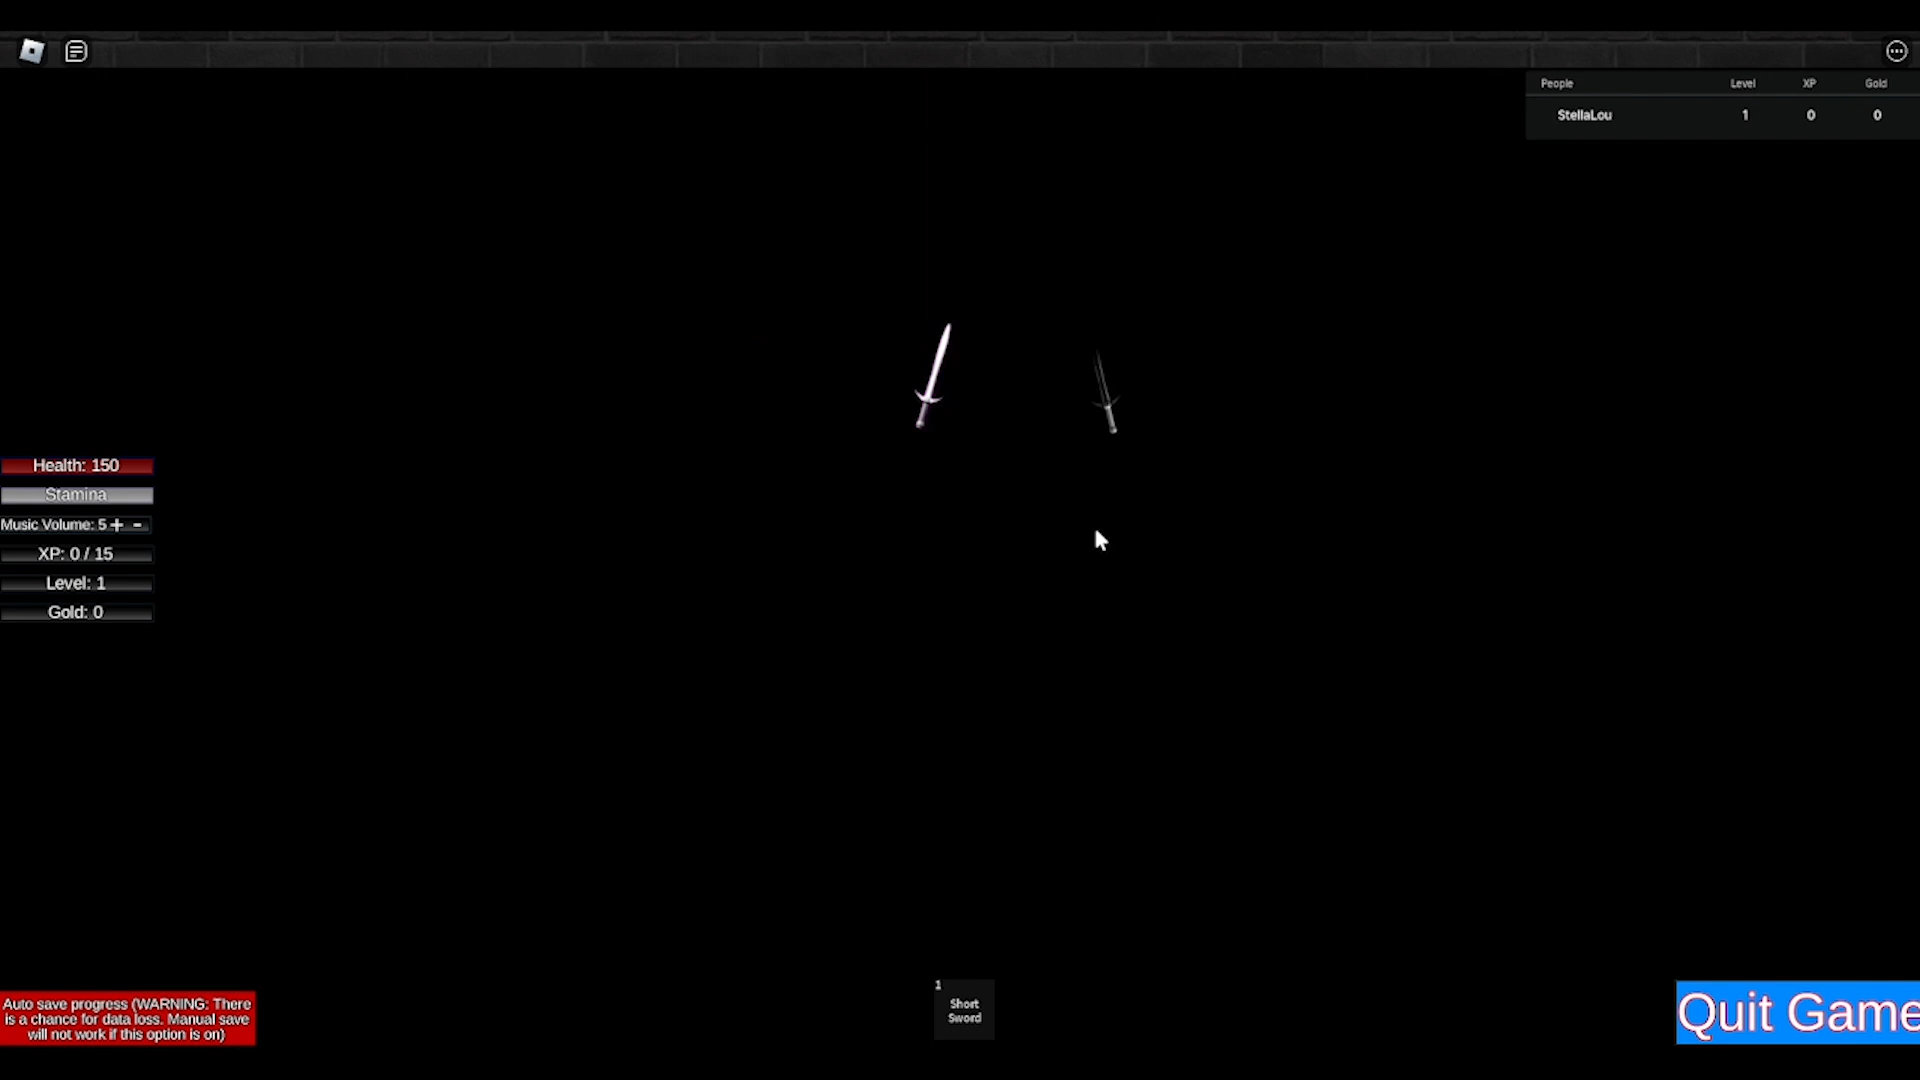 People Level XP Gold
StellaLou 1 0 0
Health: 150
Stamina
Music Volume: 5 + -
XP: 0 / 15
Level: 1
Gold: 0
Auto save progress (WARNING: There
is a chance for data loss. Manual save
will not work if this option is on)
1
Short
Sword
Quit Game